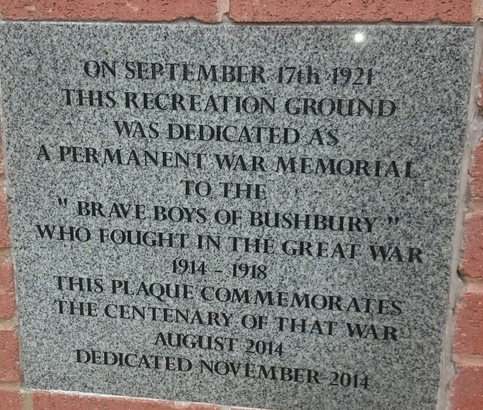 ON SEPTEMBER 17th 1921
THIS RECREATION GROUND
WAS DEDICATED AS
A PERMANENT WAR MEMORIAL
TO THE
" BRAVE BOYS OF BUSHBURY "
WHO FOUGHT IN THE GREAT WAR
1914 - 1918
THIS PLAQUE COMMEMORATES
THE CENTENARY OF THAT WAR
AUGUST 2014
DEDICATED NOVEMBER 2014